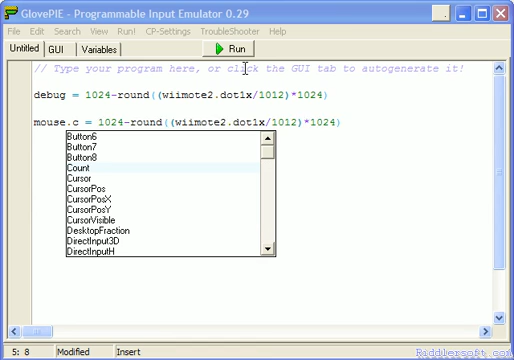 GlovePIE - Programmable Input Emulator 0.29
File Edit Search View Run! CP-Settings TroubleShooter Help
Untitled GUI Variables Run
// Type your program here, or click the GUI tab to autogenerate it!
debug = 1024-round((wiimote2.dot1x/1012)*1024)
mouse.c = 1024-round((wiimote2.dot1x/1012)*1024)
Button6
Button7
Button8
Count
Cursor
CursorPos
CursorPosX
CursorPosY
CursorVisible
DesktopFraction
DirectInput3D
DirectInputH
5: 8 Modified Insert
Riddlersoft.com